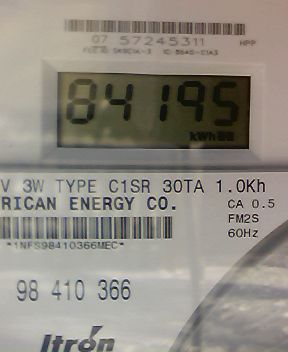 07 57245311 HPP
84195
kWh
V 3W TYPE C1SR 30TA 1.0Kh
RICAN ENERGY CO. CA 0.5
FM2S
60Hz
*1NFS98410366MEC*
98 410 366
Itron